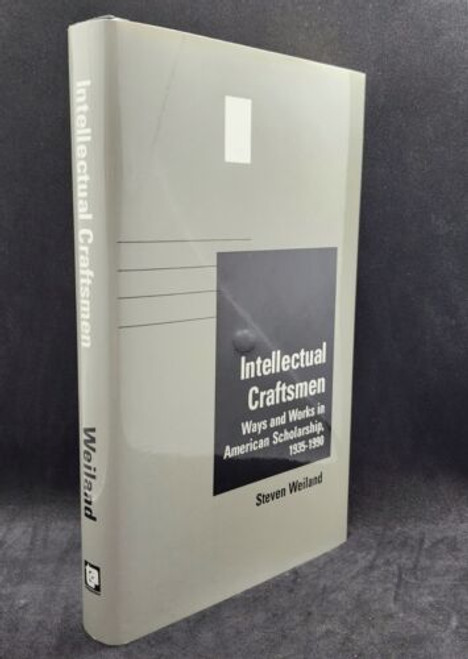 Intellectual Craftsmen
Weiland
Intellectual
Craftsmen
Ways and Works in
American Scholarship,
1935-1990
Steven Weiland